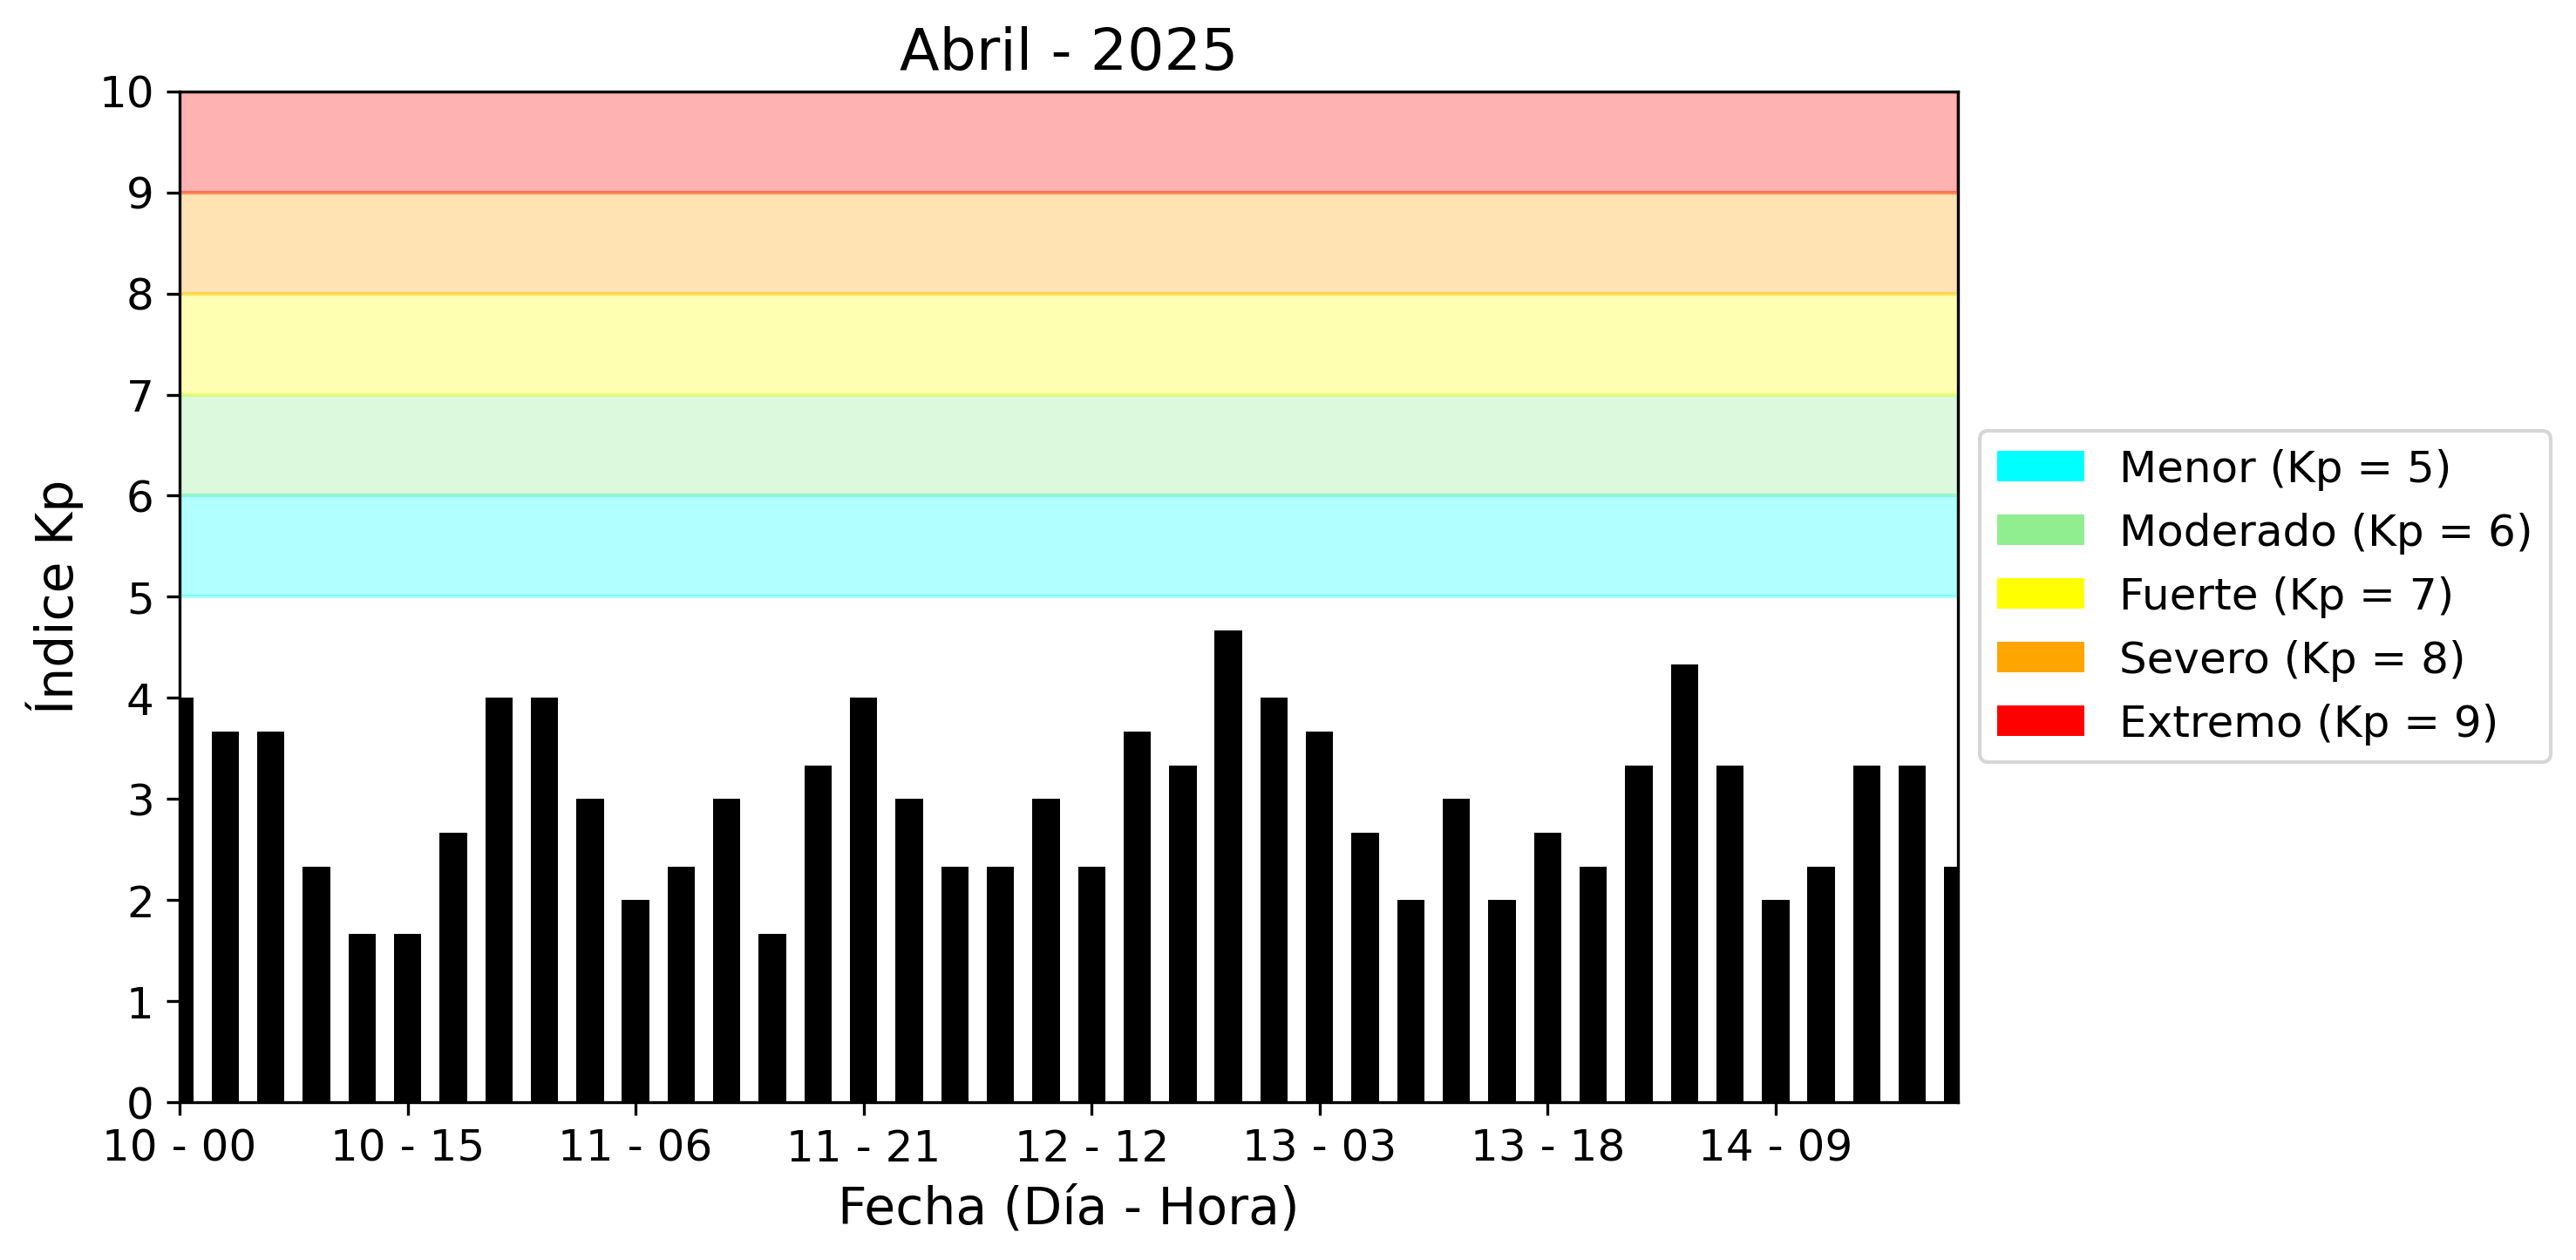 Abril - 2025
10
9
8
7
6
5
4
3
2
1
0
Índice Kp
10 - 00
10 - 15
11 - 06
11 - 21
12 - 12
13 - 03
13 - 18
14 - 09
Fecha (Día - Hora)
Menor (Kp = 5)
Moderado (Kp = 6)
Fuerte (Kp = 7)
Severo (Kp = 8)
Extremo (Kp = 9)